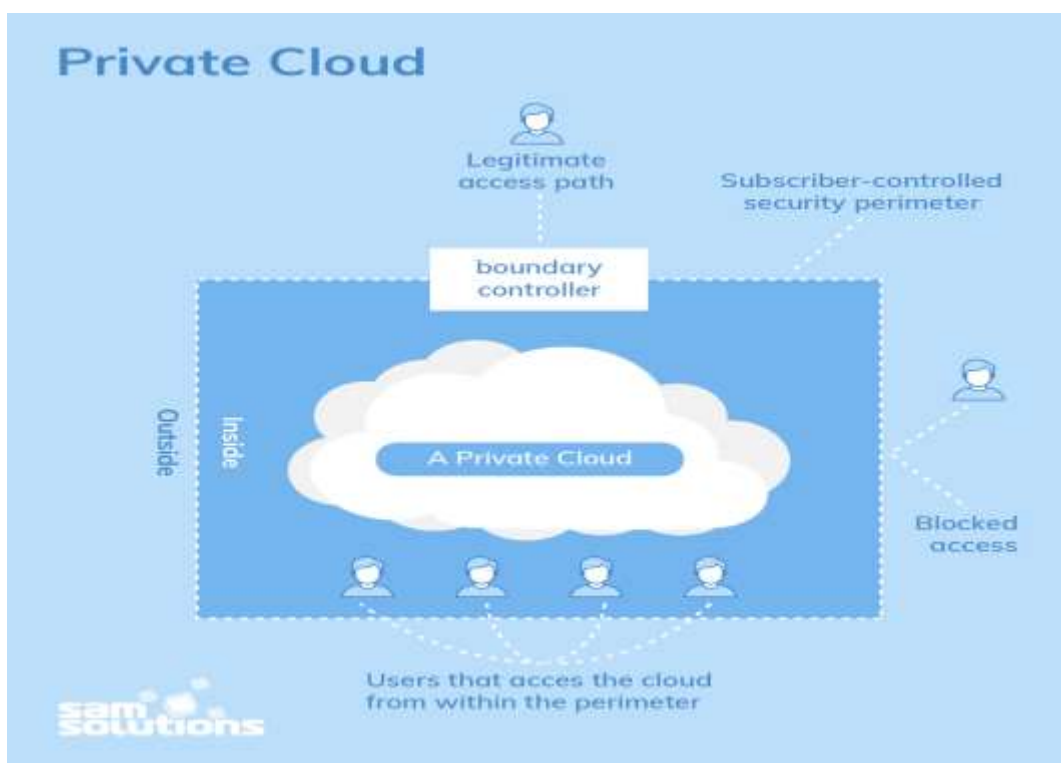 Private Cloud
Legitimate
access path
Subscriber-controlled
security perimeter
boundary
controller
Outside
Inside
A Private Cloud
Blocked
access
Users that acces the cloud
from within the perimeter
sam
solutions